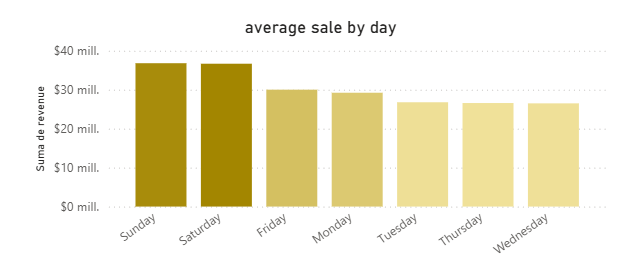 average sale by day
$40 mill.
$30 mill.
$20 mill.
$10 mill.
$0 mill.
Suma de revenue
Sunday
Saturday
Friday
Monday
Tuesday
Thursday
Wednesday